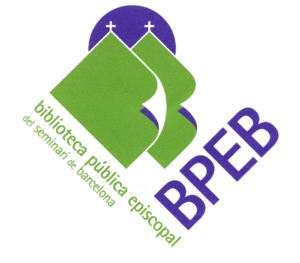 biblioteca pública episcopal
del seminari de barcelona
BPEB